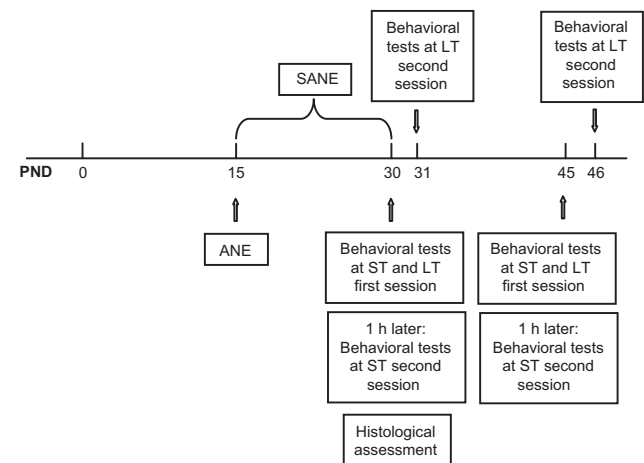 Behavioral
tests at LT
second
session
Behavioral
tests at LT
second
session
SANE
PND
0
15
30
31
45
46
ANE
Behavioral tests
at ST and LT
first session
Behavioral tests
at ST and LT
first session
1 h later:
Behavioral tests
at ST second
session
1 h later:
Behavioral tests
at ST second
session
Histological
assessment